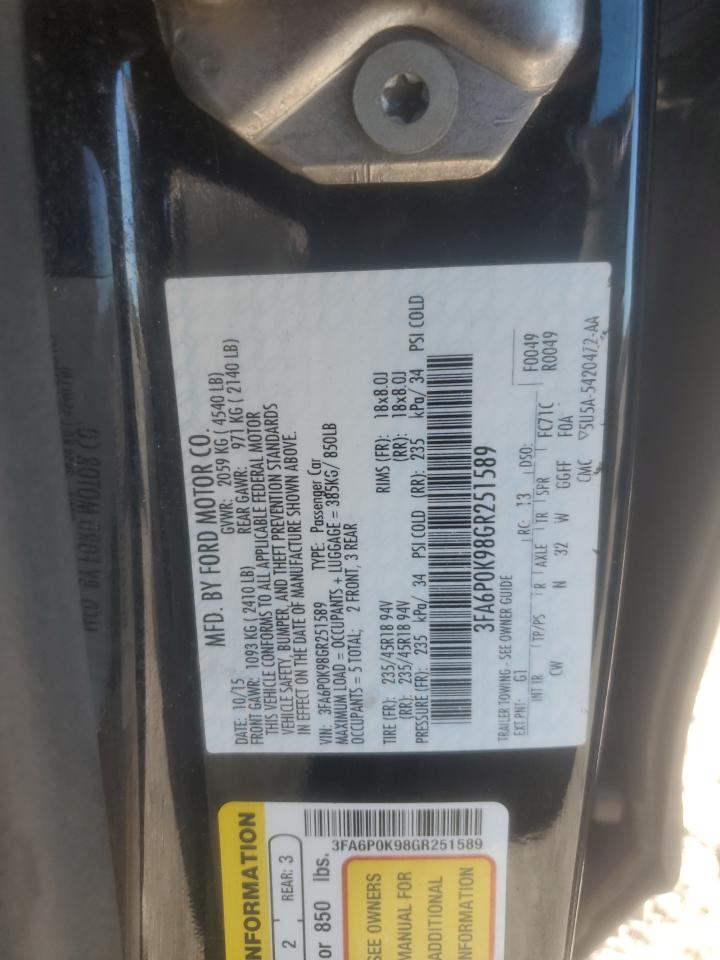 MFD. BY FORD MOTOR CO.
DATE: 10/15 GVWR: 2059 KG ( 4540 LB)
FRONT GAWR: 1093 KG ( 2410 LB) REAR GAWR: 971 KG ( 2140 LB)
THIS VEHICLE CONFORMS TO ALL APPLICABLE FEDERAL MOTOR
VEHICLE SAFETY, BUMPER, AND THEFT PREVENTION STANDARDS
IN EFFECT ON THE DATE OF MANUFACTURE SHOWN ABOVE.
VIN: 3FA6P0K98GR251589 TYPE: Passenger Car
MAXIMUM LOAD = OCCUPANTS + LUGGAGE = 385KG/ 850LB
OCCUPANTS = 5 TOTAL; 2 FRONT, 3 REAR
TIRE (FR): 235/45R18 94V RIMS (FR): 18x8.0J
(RR): 235/45R18 94V (RR): 18x8.0J
PRESSURE (FR): 235 kPa/ 34 PSI COLD (RR): 235 kPa/ 34 PSI COLD
3FA6P0K98GR251589
TRAILER TOWING - SEE OWNER GUIDE
EXT PNT: G1 RC: 13 DSO: F0049
R0049
INT TR TP/PS R AXLE TR SPR FC71C
CW N 32 W GGFF F0A
CMC 5U5A-5420472-AA
NFORMATION
2 REAR: 3
or 850 lbs.
3FA6P0K98GR251589
SEE OWNERS
MANUAL FOR
ADDITIONAL
INFORMATION